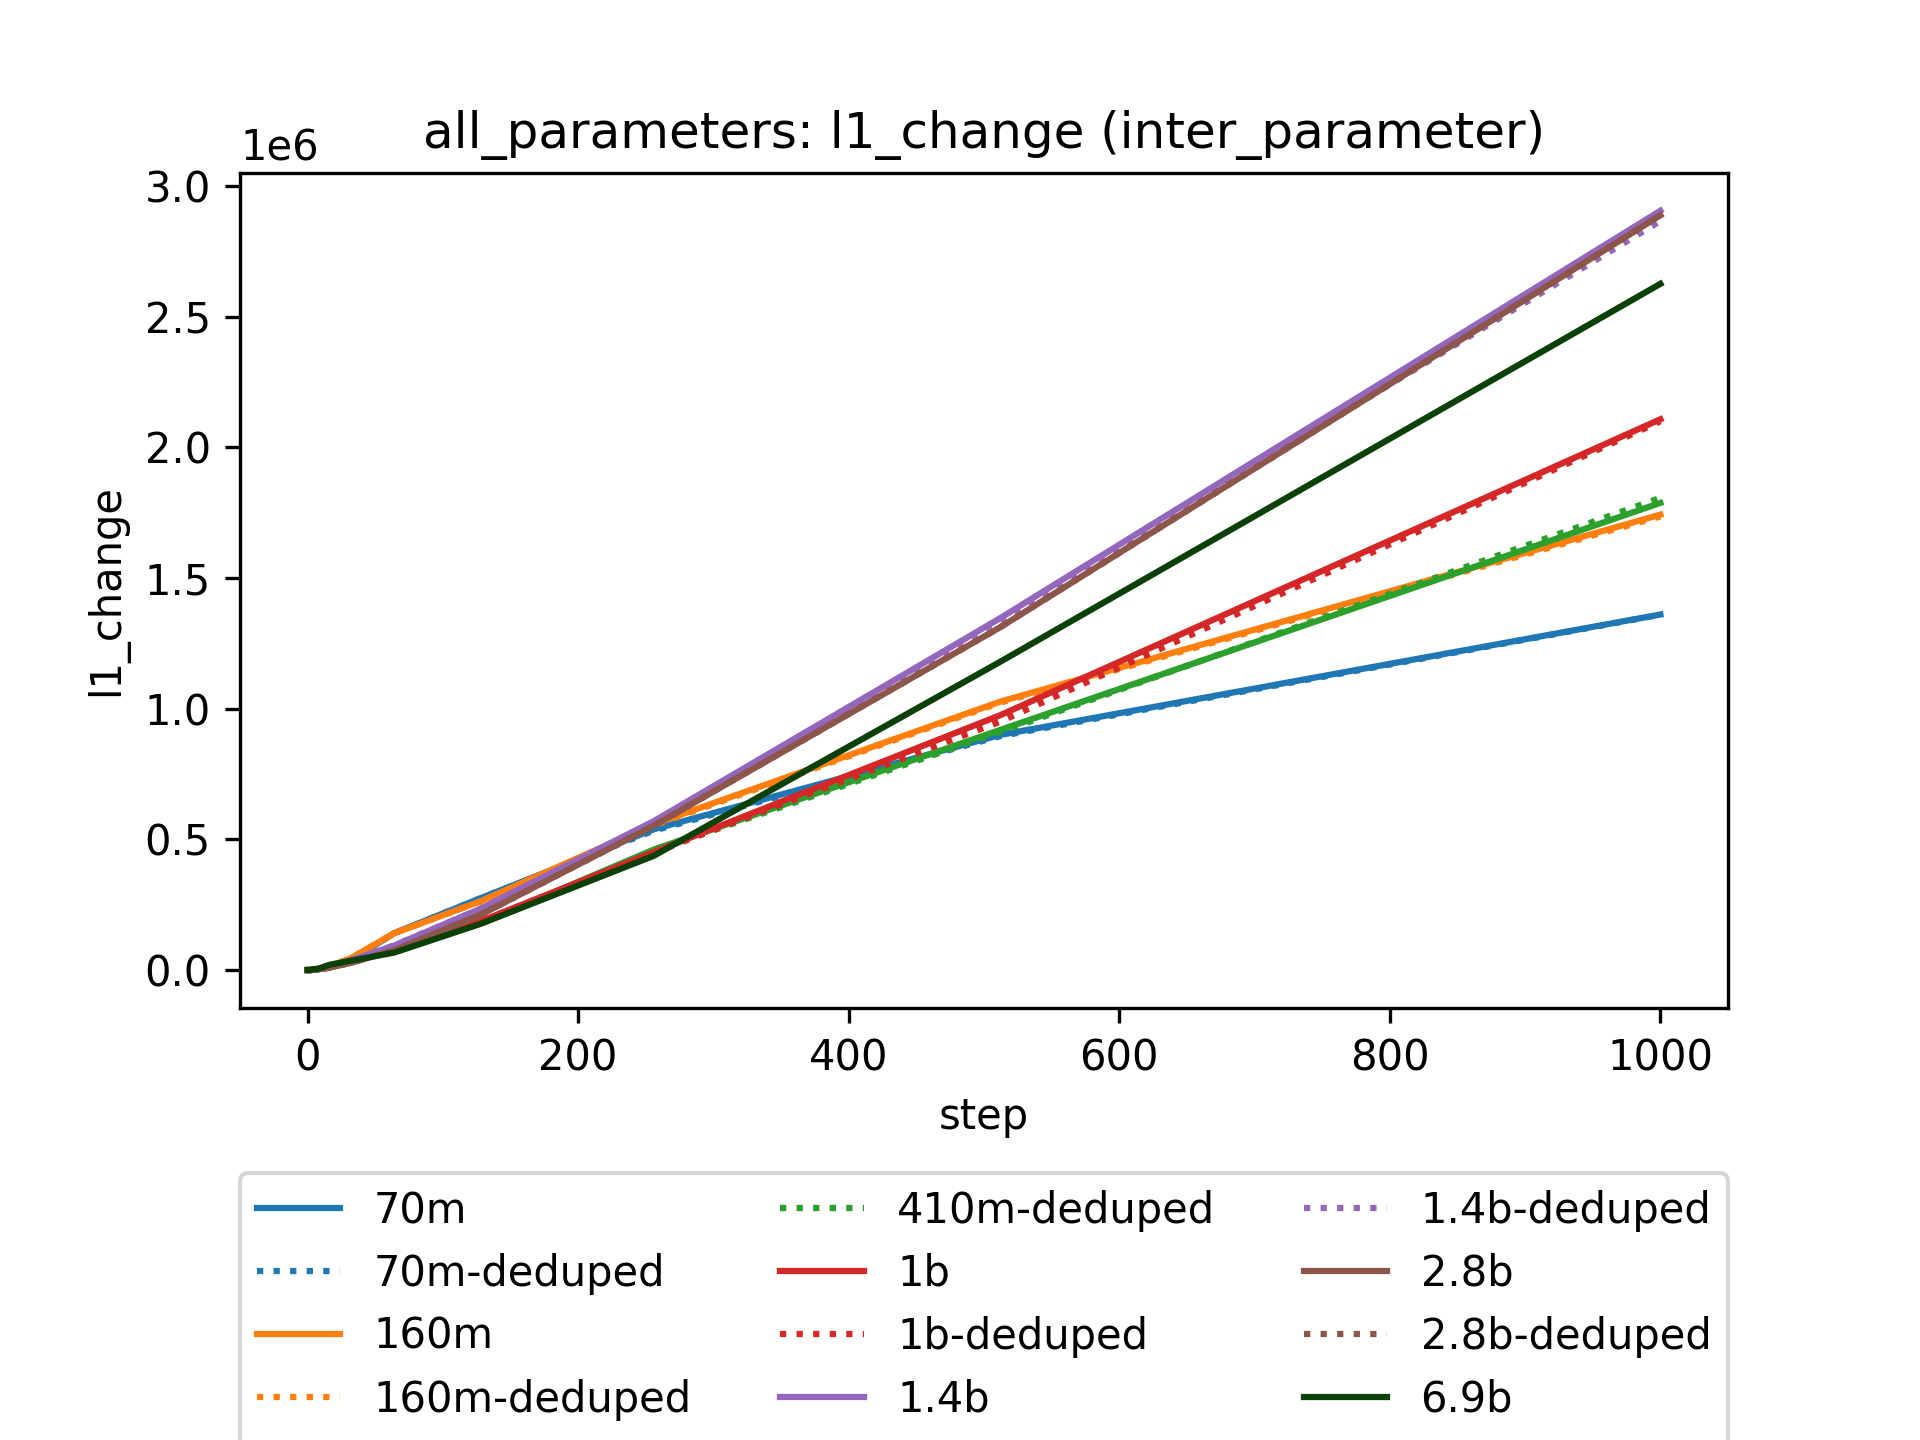 all_parameters: l1_change (inter_parameter)
1e6
3.0
2.5
2.0
1.5
1.0
0.5
0.0
l1_change
0 200 400 600 800 1000
step
70m 410m-deduped 1.4b-deduped
70m-deduped 1b 2.8b
160m 1b-deduped 2.8b-deduped
160m-deduped 1.4b 6.9b